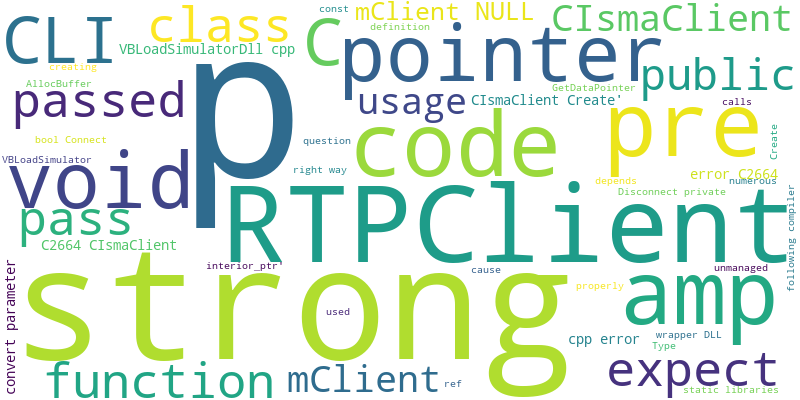 const
mClient NULL
CIsmaClient
CLI
class
C
definition
pointer
VBLoadSimulatorDll cpp
creating
p
public
AllocBuffer
GetDataPointer
passed
usage
CIsmaClient Create'
calls
code
pre
bool Connect
question
Create
VBLoadSimulator
void
right way
error C2664
depends
numerous
RTPClient
Disconnect private
following compiler
pass
C2664 CIsmaClient
strong
interior_ptr'
cause
unmanaged
amp
convert parameter
properly
used
wrapper DLL
cpp error
Type
function
mClient
ref
expect
static libraries